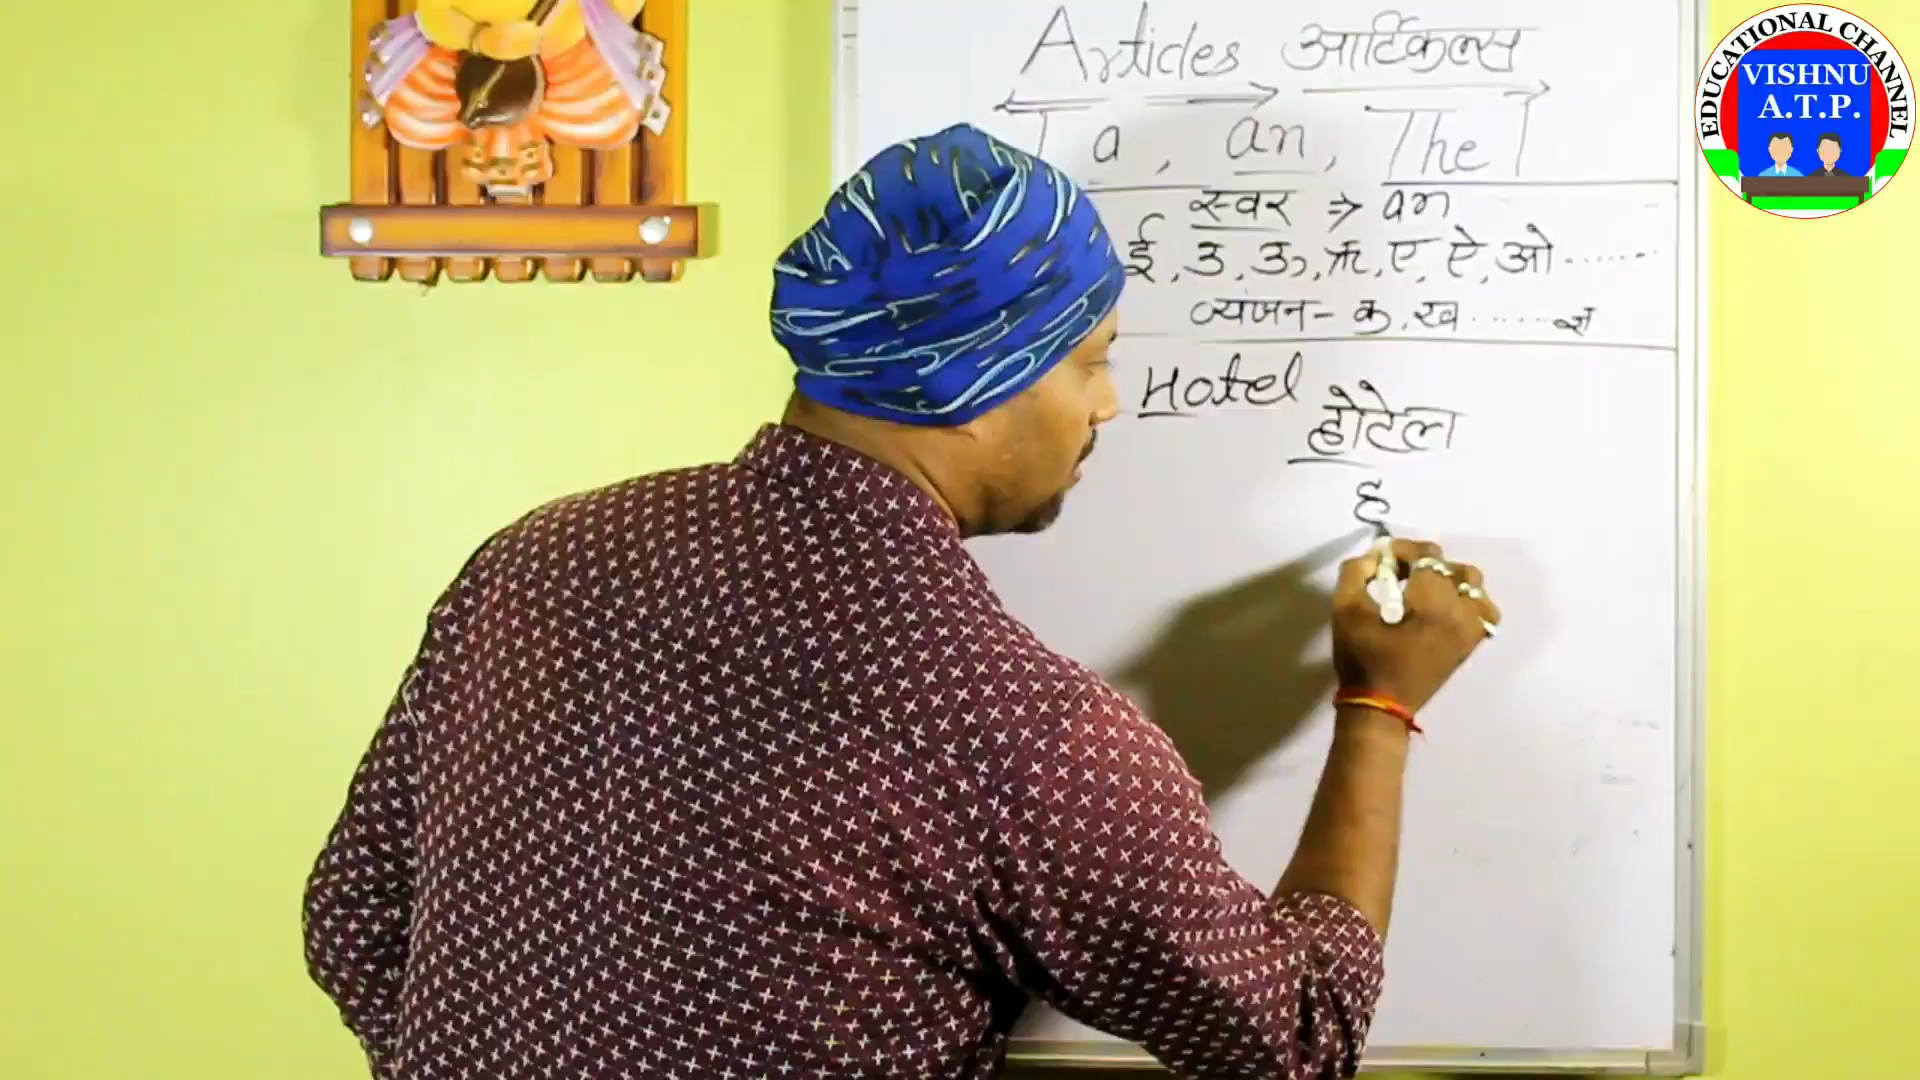 Articles आर्टिकल्स
a, an, The
स्वर ⇒ an
ई, उ, ऊ, ऋ, ए, ऐ, ओ.......
व्यंजन - क, ख ...... ज्ञ
Hotel
होटेल
ह
EDUCATIONAL CHANNEL
VISHNU
A.T.P.